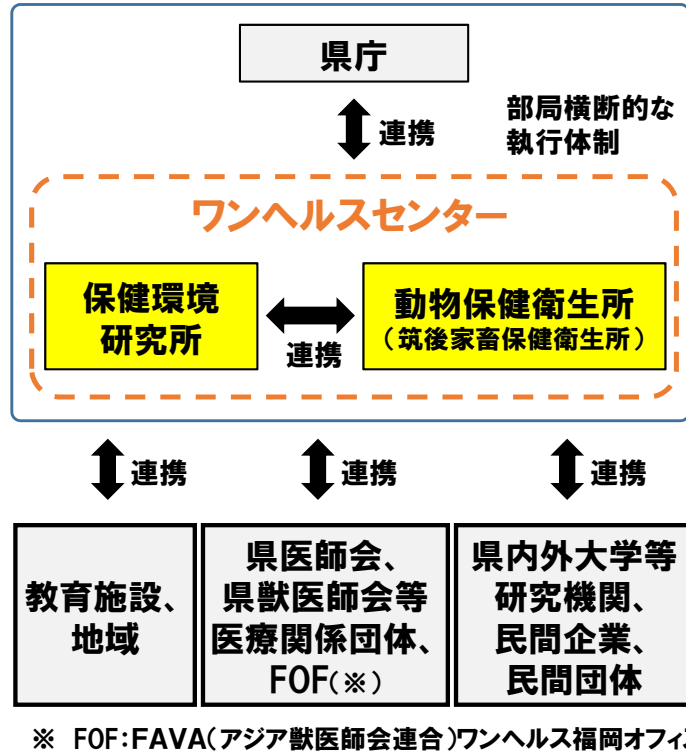 県庁
連携
部局横断的な
執行体制
ワンヘルスセンター
保健環境
研究所
連携
動物保健衛生所
（筑後家畜保健衛生所）
連携
連携
連携
教育施設、
地域
県医師会、
県獣医師会等
医療関係団体、
FOF(※)
県内外大学等
研究機関、
民間企業、
民間団体
※ FOF:FAVA(アジア獣医師会連合)ワンヘルス福岡オフィ